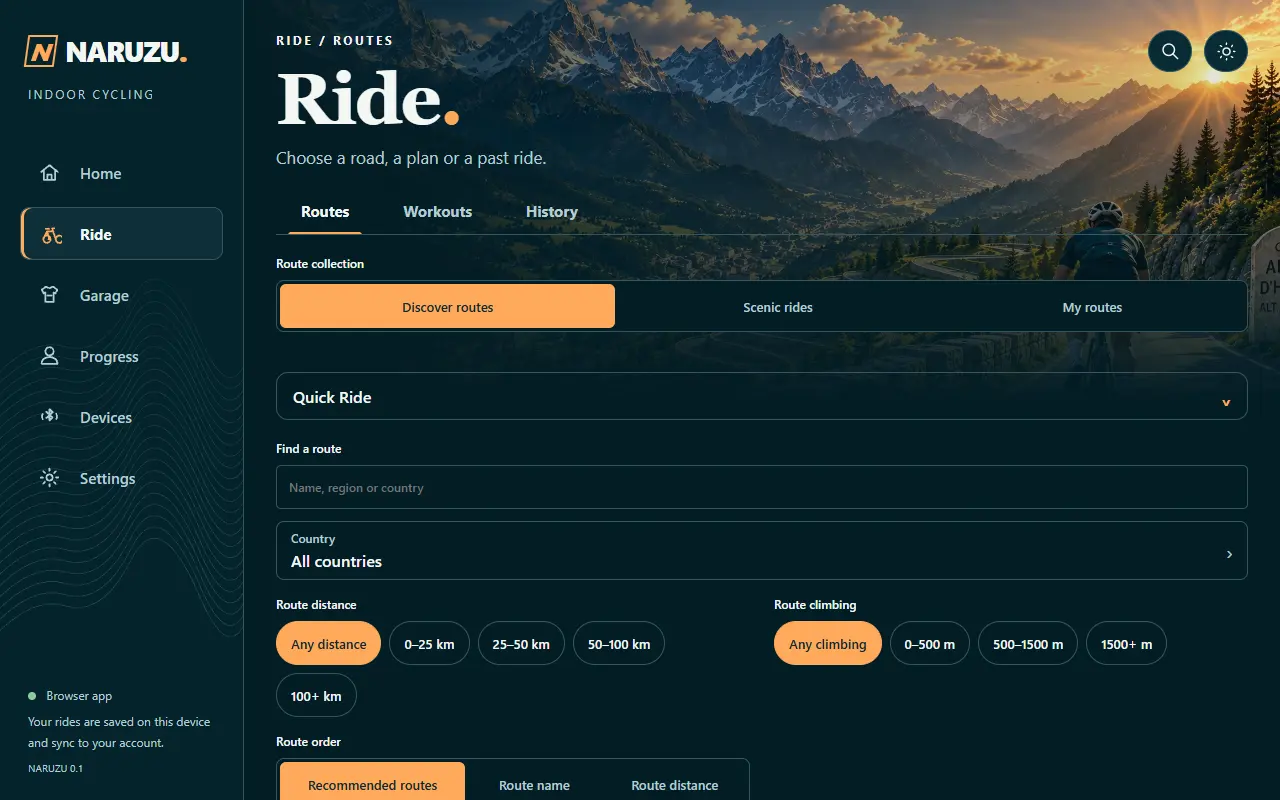 N NARUZU.
INDOOR CYCLING
Home
Ride
Garage
Progress
Devices
Settings
Browser app
Your rides are saved on this device
and sync to your account.
NARUZU 0.1
RIDE / ROUTES
Ride.
Choose a road, a plan or a past ride.
Routes
Workouts
History
Route collection
Discover routes
Scenic rides
My routes
Quick Ride
v
Find a route
Name, region or country
Country
All countries
›
Route distance
Any distance
0–25 km
25–50 km
50–100 km
100+ km
Route climbing
Any climbing
0–500 m
500–1500 m
1500+ m
Route order
Recommended routes
Route name
Route distance